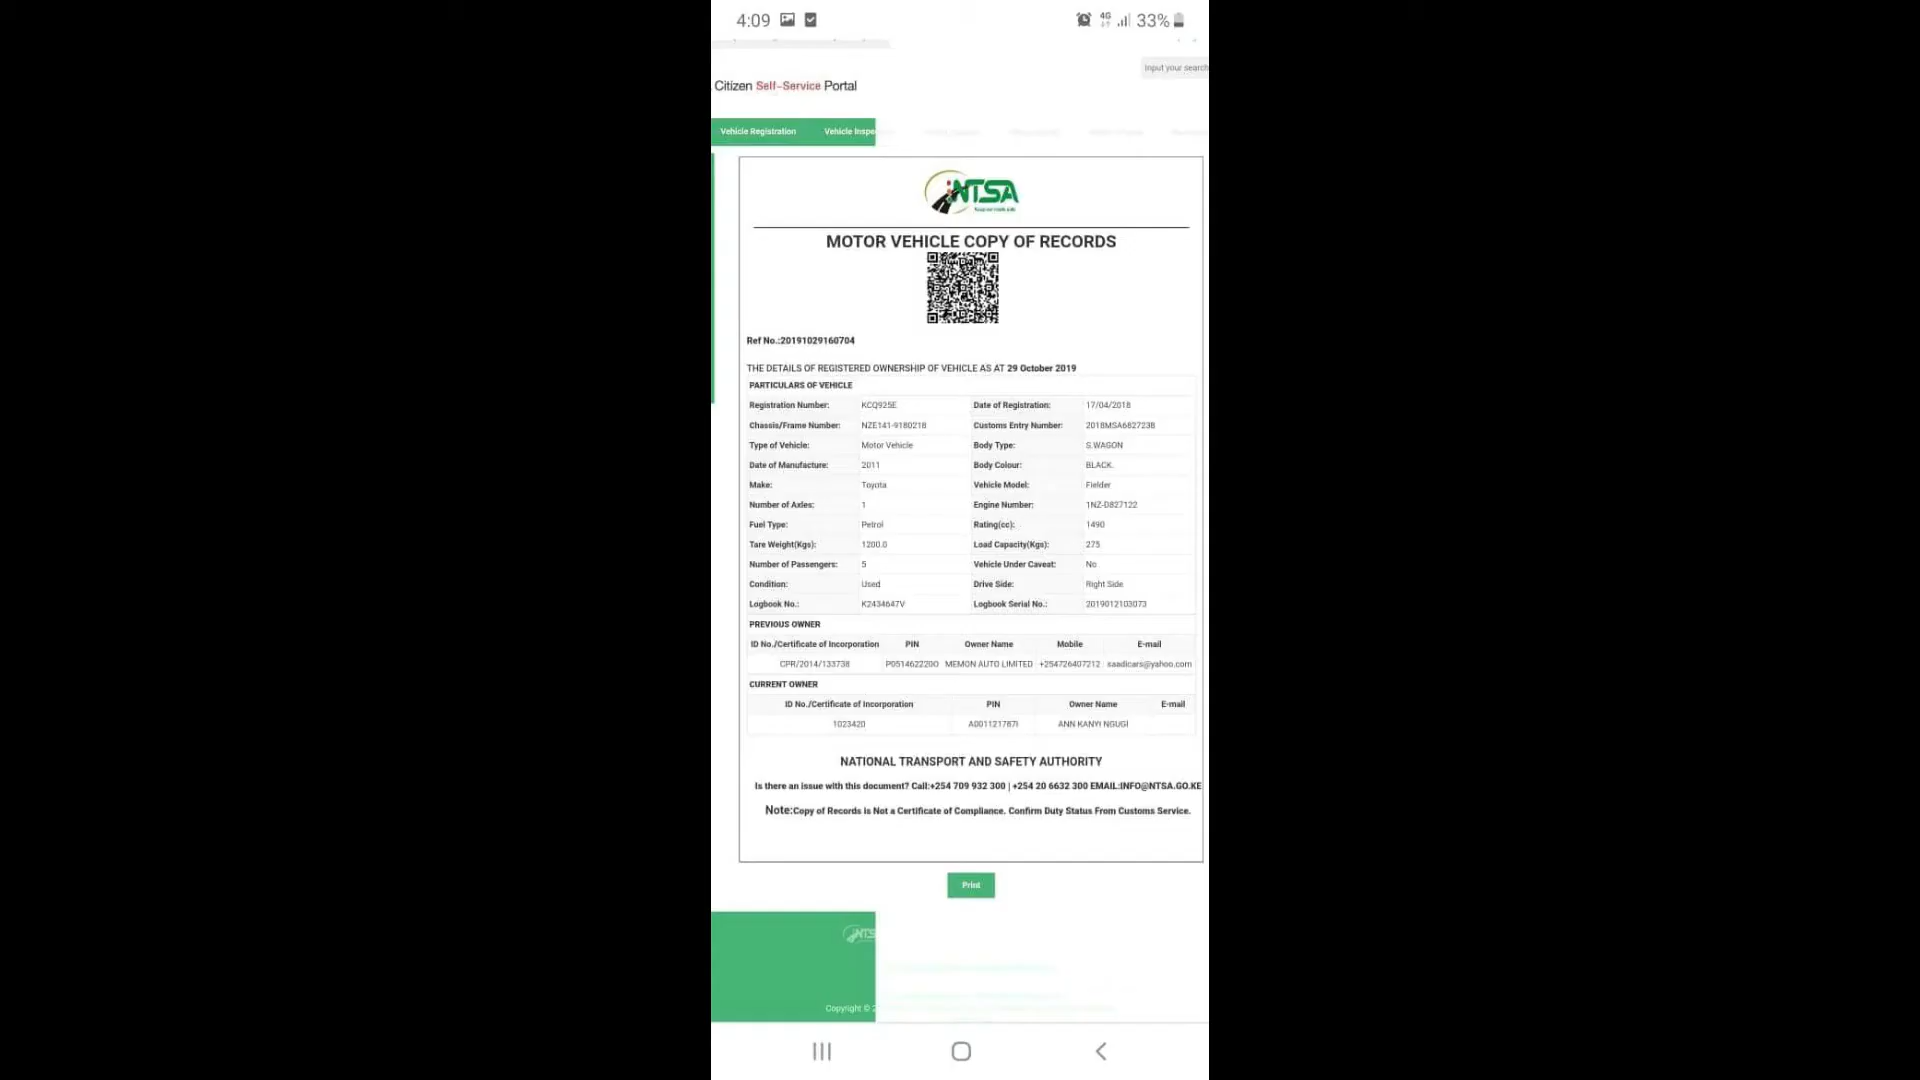 4:09 4G 33%
Input your search
Citizen Self-Service Portal
Vehicle Registration Vehicle Inspe
NTSA
MOTOR VEHICLE COPY OF RECORDS
Ref No.:20191029160704
THE DETAILS OF REGISTERED OWNERSHIP OF VEHICLE AS AT 29 October 2019
PARTICULARS OF VEHICLE
Registration Number: KCQ925E Date of Registration: 17/04/2018
Chassis/Frame Number: NZE141-9180218 Customs Entry Number: 2018MSA6827238
Type of Vehicle: Motor Vehicle Body Type: S.WAGON
Date of Manufacture: 2011 Body Colour: BLACK.
Make: Toyota Vehicle Model: Fielder
Number of Axles: 1 Engine Number: 1NZ-D827122
Fuel Type: Petrol Rating(cc): 1490
Tare Weight(Kgs): 1200.0 Load Capacity(Kgs): 275
Number of Passengers: 5 Vehicle Under Caveat: No
Condition: Used Drive Side: Right Side
Logbook No.: K2434647V Logbook Serial No.: 2019012103073
PREVIOUS OWNER
ID No./Certificate of Incorporation PIN Owner Name Mobile E-mail
CPR/2014/133738 P051462220O MEMON AUTO LIMITED +254726407212 saadicars@yahoo.com
CURRENT OWNER
ID No./Certificate of Incorporation PIN Owner Name E-mail
1023420 A001121787I ANN KANYI NGUGI
NATIONAL TRANSPORT AND SAFETY AUTHORITY
Is there an issue with this document? Call:+254 709 932 300 | +254 20 6632 300 EMAIL:INFO@NTSA.GO.KE
Note:Copy of Records is Not a Certificate of Compliance. Confirm Duty Status From Customs Service.
Print
NTS
Copyright © 2